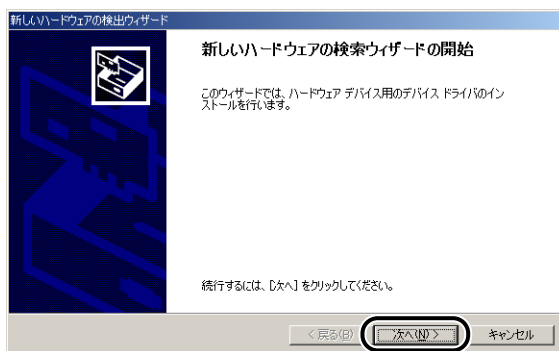 新しいハードウェアの検出ウィザード
新しいハードウェアの検索ウィザードの開始
このウィザードでは、ハードウェア デバイス用のデバイス ドライバのイン
ストールを行います。
続行するには、[次へ] をクリックしてください。
< 戻る(B)
次へ(N) >
キャンセル